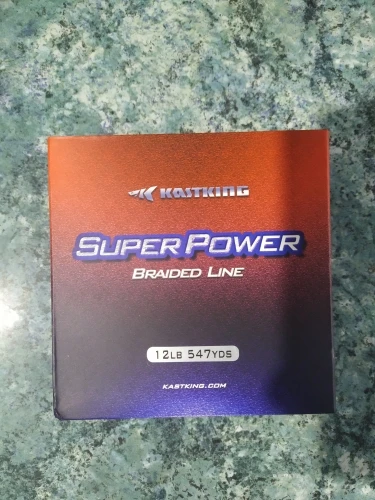 KASTKING
SUPER POWER
BRAIDED LINE
12LB 547YDS
KASTKING.COM